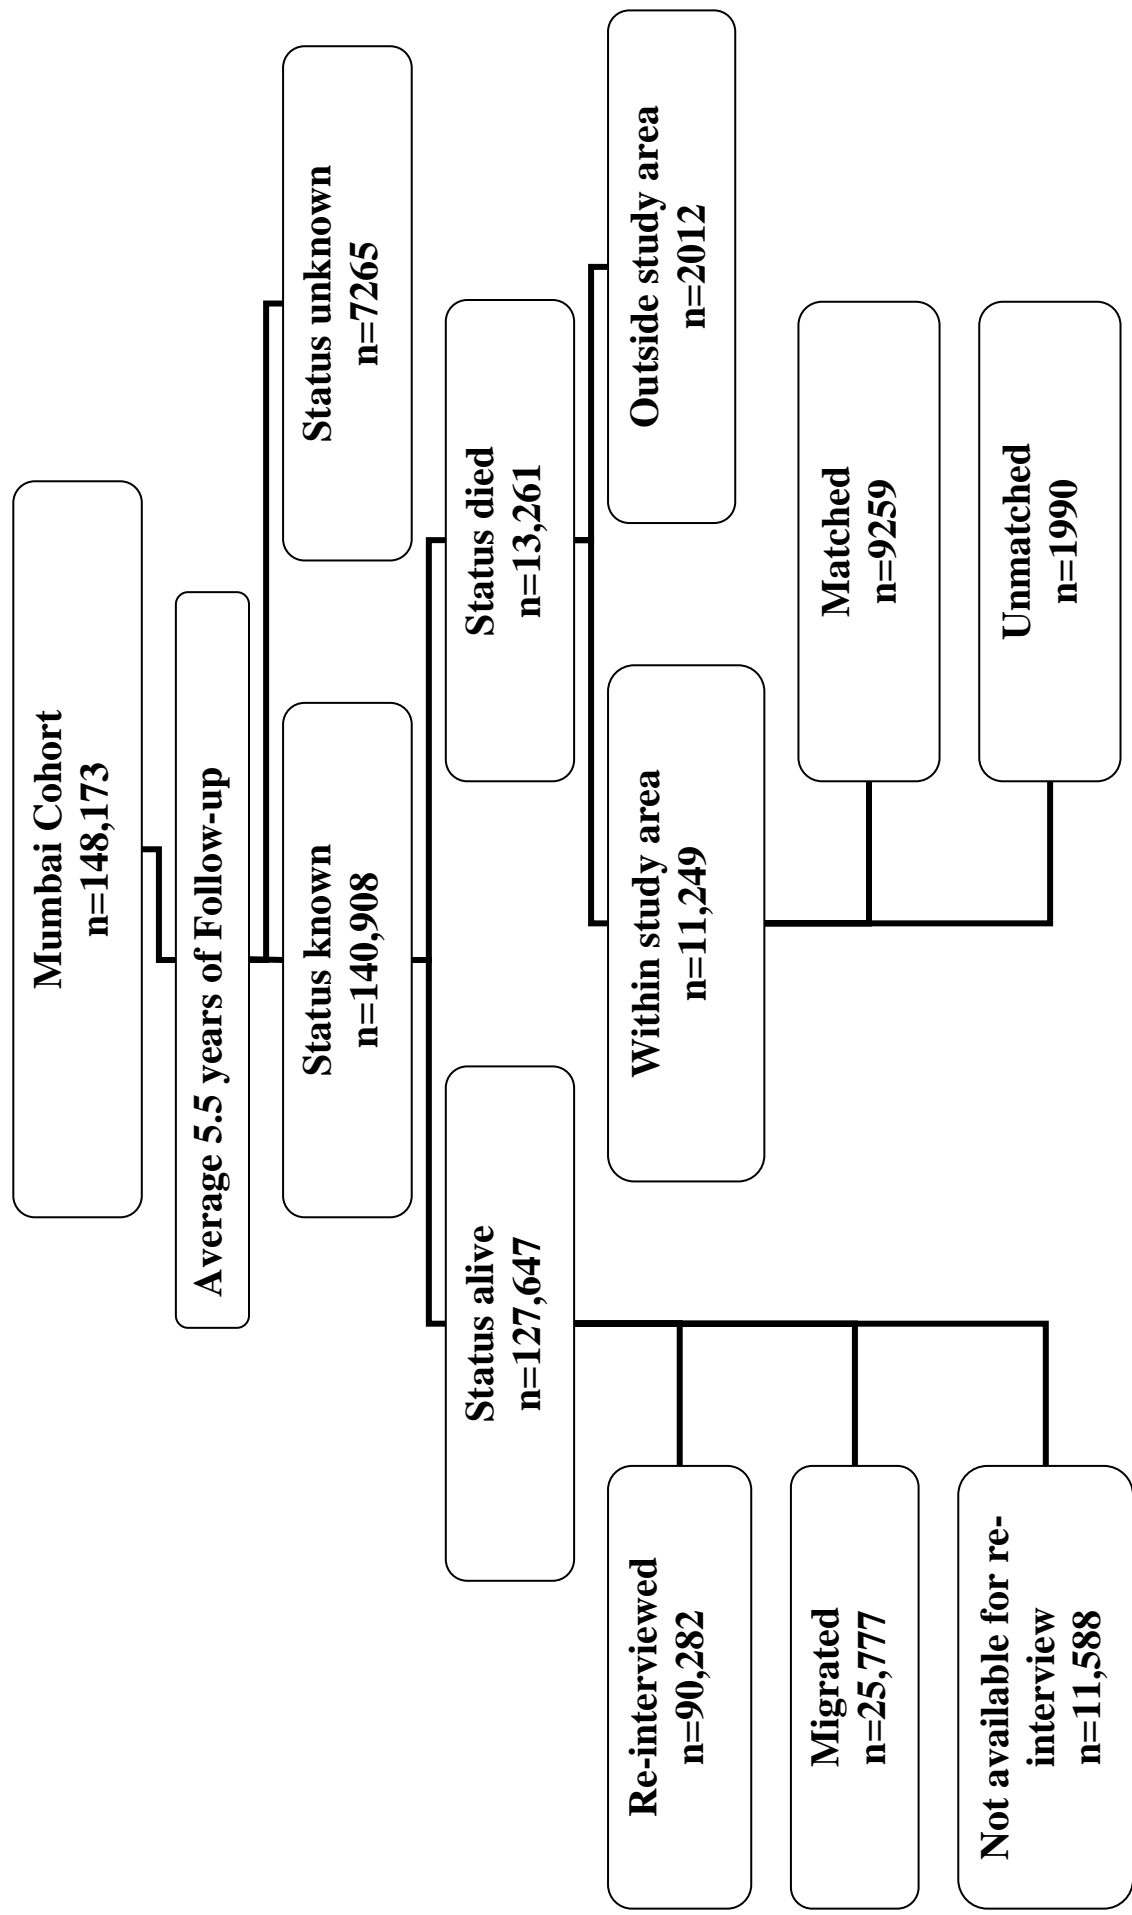 Mumbai Cohort
n=148,173
Average 5.5 years of Follow-up
Status known
n=140,908
Status unknown
n=7265
Status alive
n=127,647
Status died
n=13,261
Re-interviewed
n=90,282
Migrated
n=25,777
Not available for re-
interview
n=11,588
Within study area
n=11,249
Outside study area
n=2012
Matched
n=9259
Unmatched
n=1990